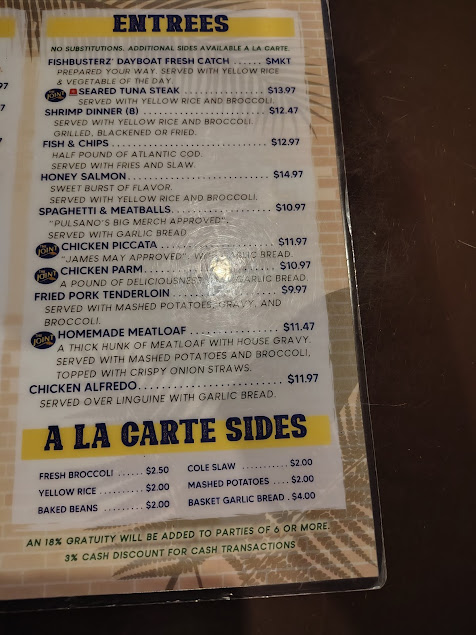 ENTREES
NO SUBSTITUTIONS. ADDITIONAL SIDES AVAILABLE A LA CARTE.
FISHBUSTERZ' DAYBOAT FRESH CATCH ...... $MKT
PREPARED YOUR WAY. SERVED WITH YELLOW RICE
& VEGETABLE OF THE DAY.
SEARED TUNA STEAK .................. $13.97
SERVED WITH YELLOW RICE AND BROCCOLI.
SHRIMP DINNER (8) .......................... $12.47
SERVED WITH YELLOW RICE AND BROCCOLI.
GRILLED, BLACKENED OR FRIED.
FISH & CHIPS ................................. $12.97
HALF POUND OF ATLANTIC COD.
SERVED WITH FRIES AND SLAW.
HONEY SALMON ............................ $14.97
SWEET BURST OF FLAVOR.
SERVED WITH YELLOW RICE AND BROCCOLI.
SPAGHETTI & MEATBALLS .................. $10.97
"PULSANO'S BIG MERCH APPROVED".
SERVED WITH GARLIC BREAD.
THE JOINT CHICKEN PICCATA ..................... $11.97
"JAMES MAY APPROVED". GARLIC BREAD.
THE JOINT CHICKEN PARM ......................... $10.97
A POUND OF DELICIOUSNESS GARLIC BREAD.
FRIED PORK TENDERLOIN ................... $9.97
SERVED WITH MASHED POTATOES, GRAVY, AND
BROCCOLI.
THE JOINT HOMEMADE MEATLOAF .................. $11.47
A THICK HUNK OF MEATLOAF WITH HOUSE GRAVY.
SERVED WITH MASHED POTATOES AND BROCCOLI,
TOPPED WITH CRISPY ONION STRAWS.
CHICKEN ALFREDO ............................ $11.97
SERVED OVER LINGUINE WITH GARLIC BREAD.
A LA CARTE SIDES
FRESH BROCCOLI ...... $2.50
YELLOW RICE .......... $2.00
BAKED BEANS ......... $2.00
COLE SLAW ............ $2.00
MASHED POTATOES .... $2.00
BASKET GARLIC BREAD . $4.00
AN 18% GRATUITY WILL BE ADDED TO PARTIES OF 6 OR MORE.
3% CASH DISCOUNT FOR CASH TRANSACTIONS